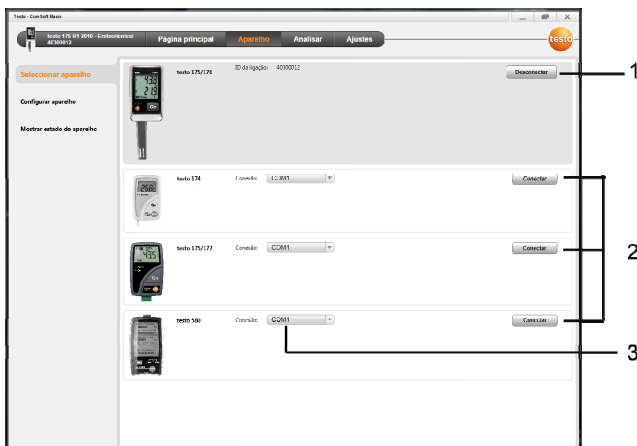 Testo - ComSoft Basic
testo 175 H1 2010 -
40300012
Página principal
Aparelho
Analisar
Ajustes
testo
Seleccionar aparelho
Configurar aparelho
Mostrar estado do aparelho
testo 175/176
ID da ligação: 40300012
Desconectar
1
testo 174
Conexão: COM1
Conectar
testo 175/177
Conexão: COM1
Conectar
2
testo 580
Conexão: COM1
Conectar
3